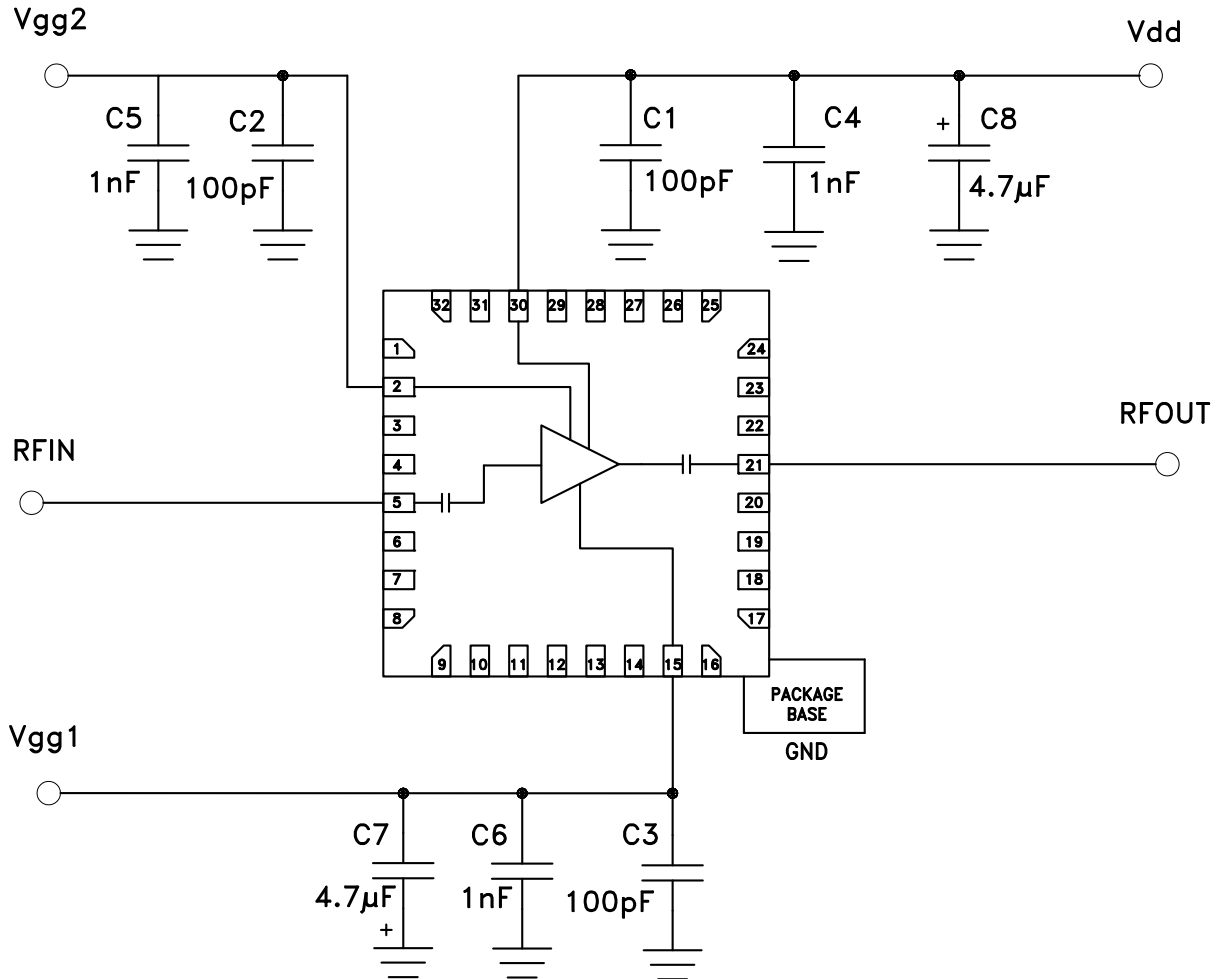 Vgg2
Vdd
C5
C2
C1
C4
+ C8
1nF
100pF
100pF
1nF
4.7µF
32 31 30 29 28 27 26 25
1
24
2
23
3
22
RFOUT
RFIN
4
21
5
20
6
19
7
18
8
17
9 10 11 12 13 14 15 16
PACKAGE
BASE
GND
Vgg1
C7
C6
C3
4.7µF
1nF
100pF
+